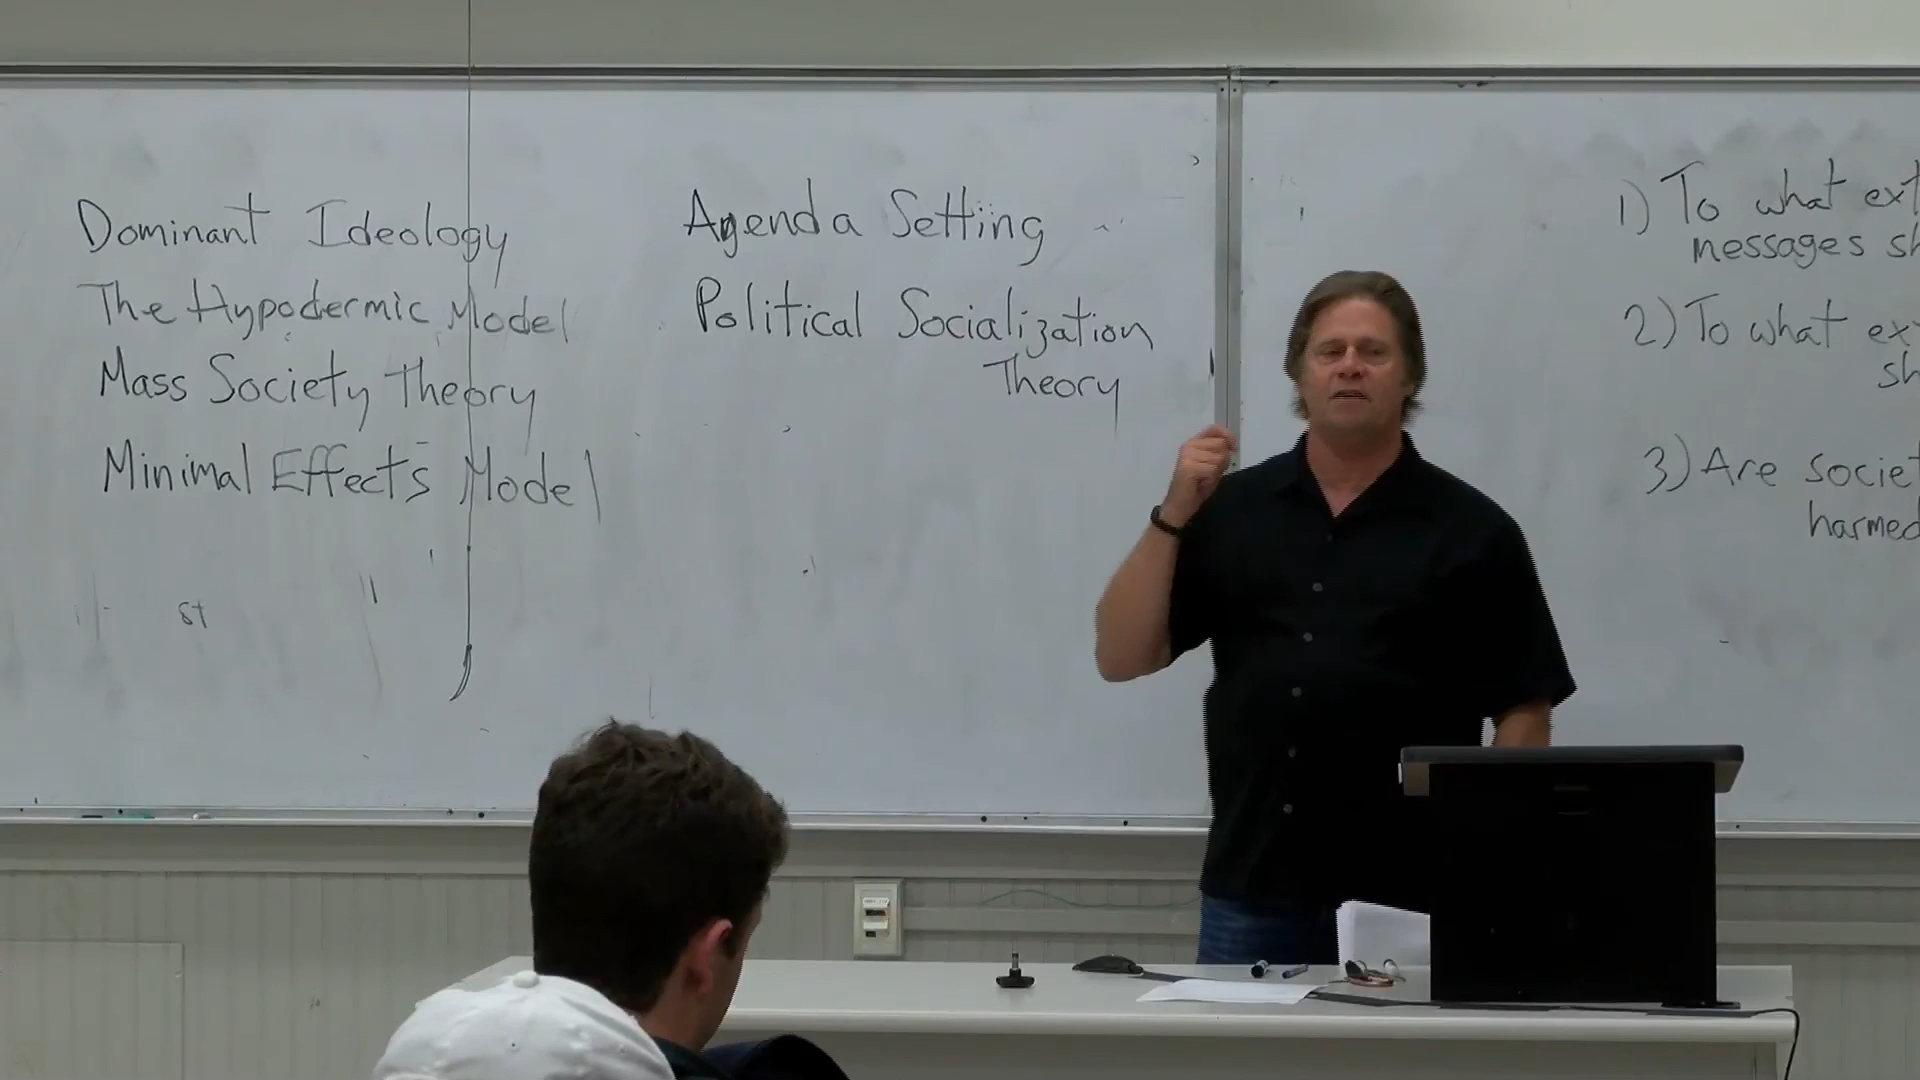 Dominant Ideology
The Hypodermic Model
Mass Society Theory
Minimal Effects Model
Agenda Setting
Political Socialization
Theory
1) To what ext
messages sh
2) To what ex
sh
3) Are societ
harmed